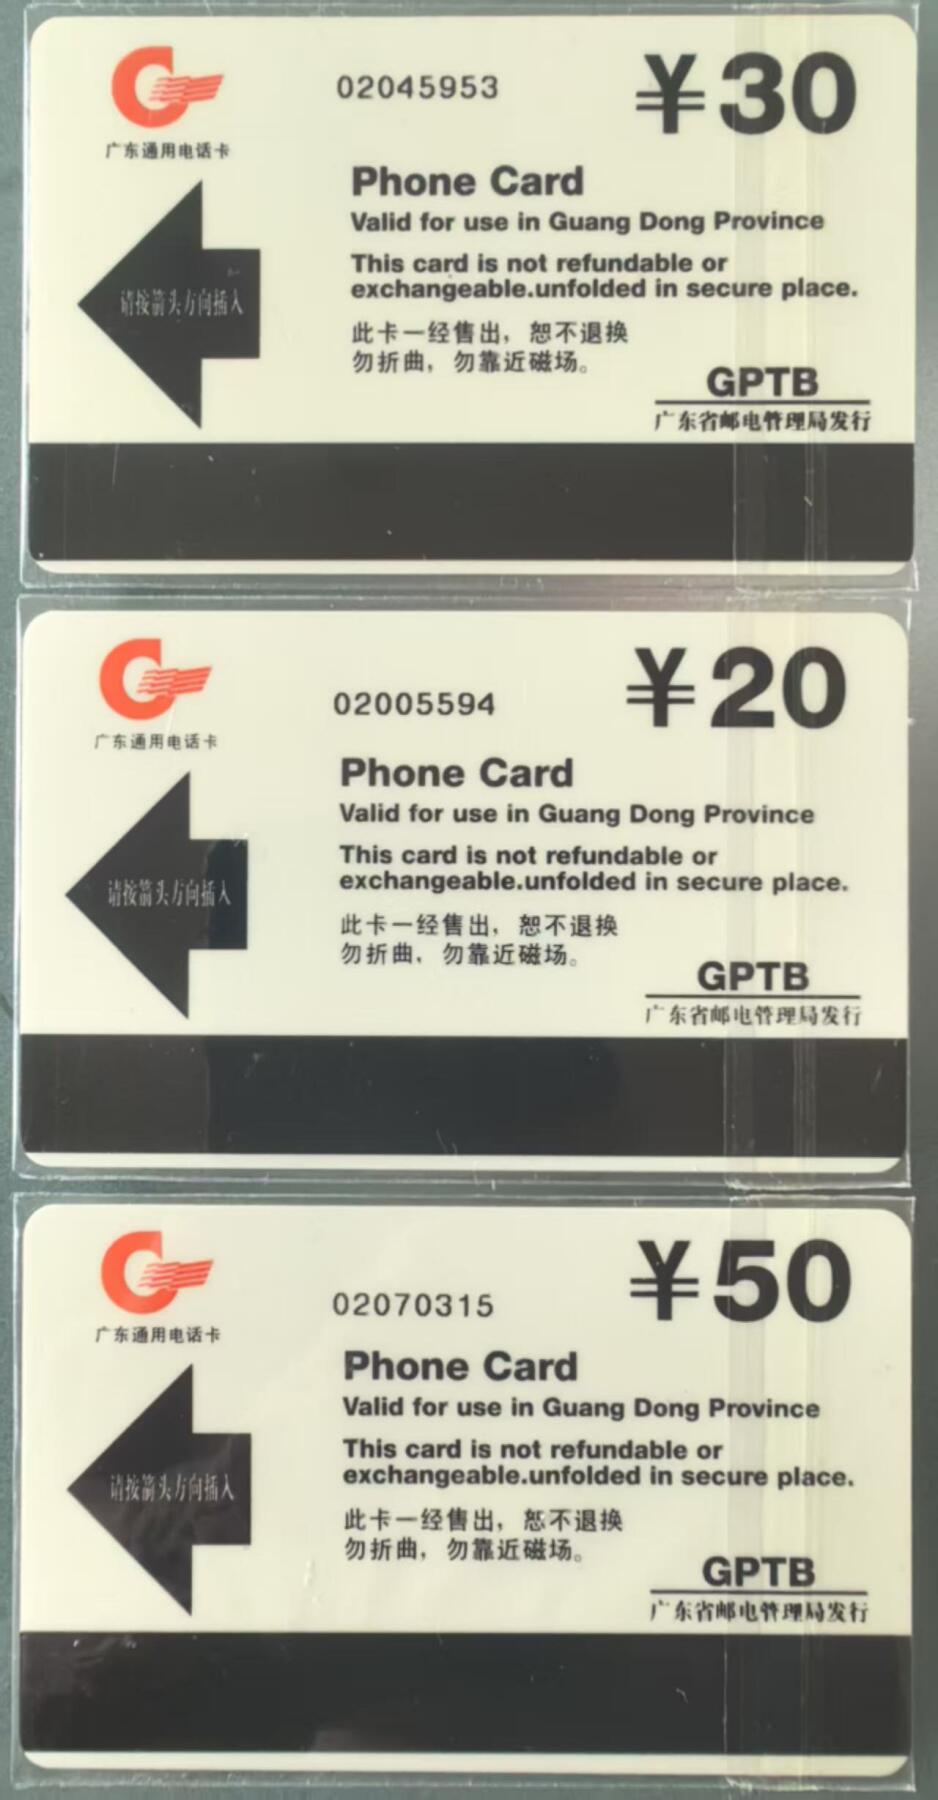 02045953
¥30
广东通用电话卡
Phone Card
Valid for use in Guang Dong Province
This card is not refundable or
exchangeable.unfolded in secure place.
请按箭头方向插入
此卡一经售出，恕不退换
勿折曲，勿靠近磁场。
GPTB
广东省邮电管理局发行
02005594
¥20
广东通用电话卡
Phone Card
Valid for use in Guang Dong Province
This card is not refundable or
exchangeable.unfolded in secure place.
请按箭头方向插入
此卡一经售出，恕不退换
勿折曲，勿靠近磁场。
GPTB
广东省邮电管理局发行
02070315
¥50
广东通用电话卡
Phone Card
Valid for use in Guang Dong Province
This card is not refundable or
exchangeable.unfolded in secure place.
请按箭头方向插入
此卡一经售出，恕不退换
勿折曲，勿靠近磁场。
GPTB
广东省邮电管理局发行